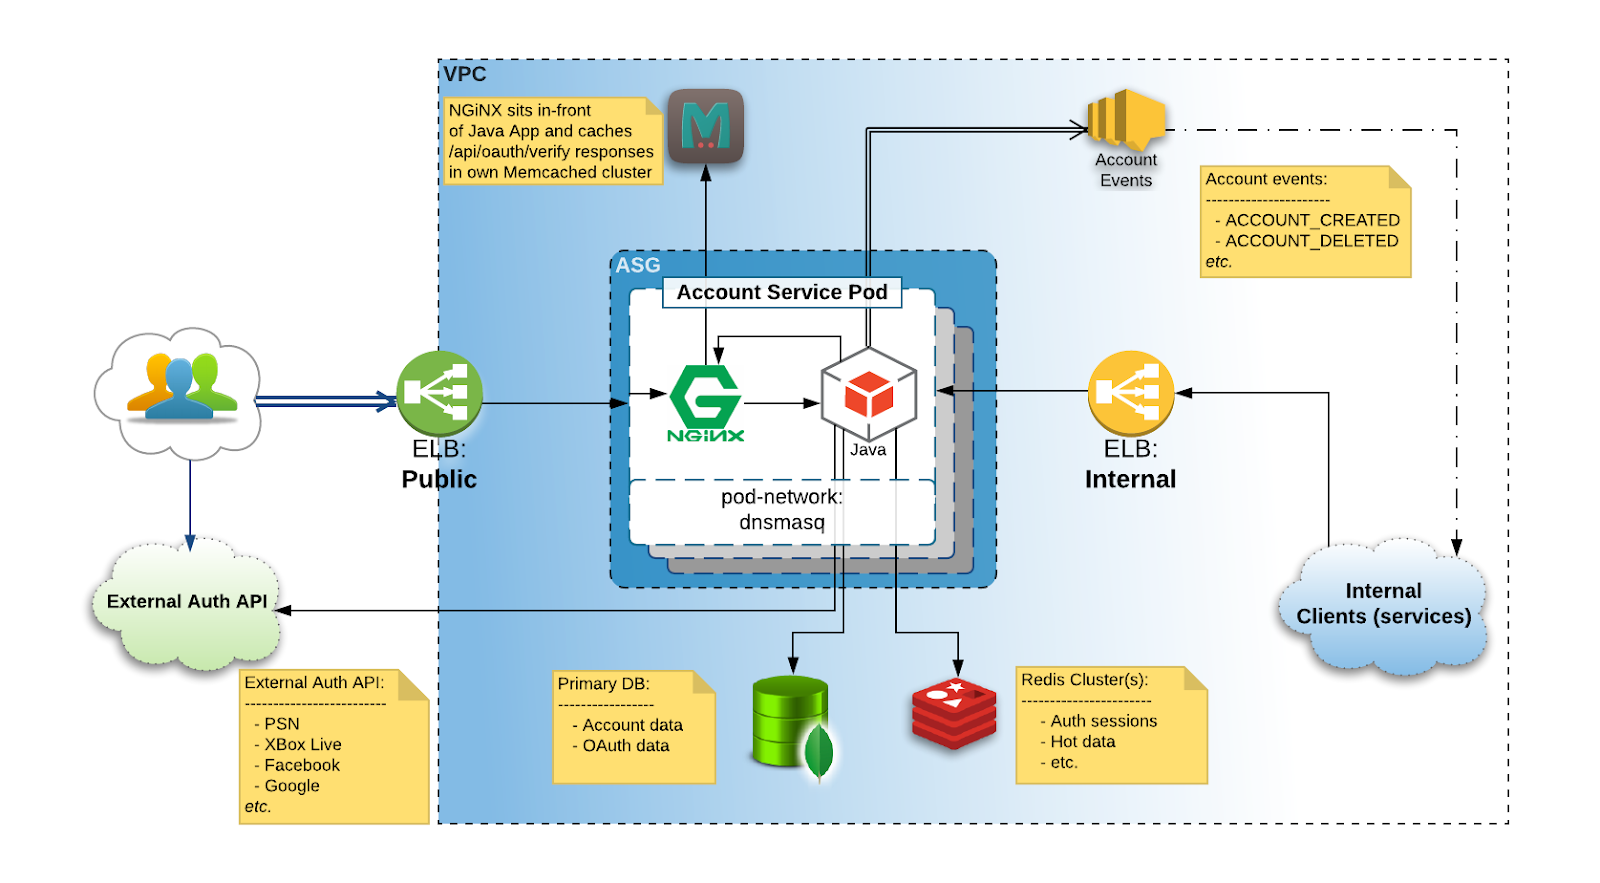 VPC
NGiNX sits in-front
of Java App and caches
/api/oauth/verify responses
in own Memcached cluster
M
Account
Events
Account events:
----------------------
- ACCOUNT_CREATED
- ACCOUNT_DELETED
etc.
ASG
Account Service Pod
G
NGiNX
Java
pod-network:
dnsmasq
ELB:
Public
ELB:
Internal
External Auth API
Internal
Clients (services)
External Auth API:
-------------------------
- PSN
- XBox Live
- Facebook
- Google
etc.
Primary DB:
-----------------
- Account data
- OAuth data
Redis Cluster(s):
-----------------------
- Auth sessions
- Hot data
- etc.